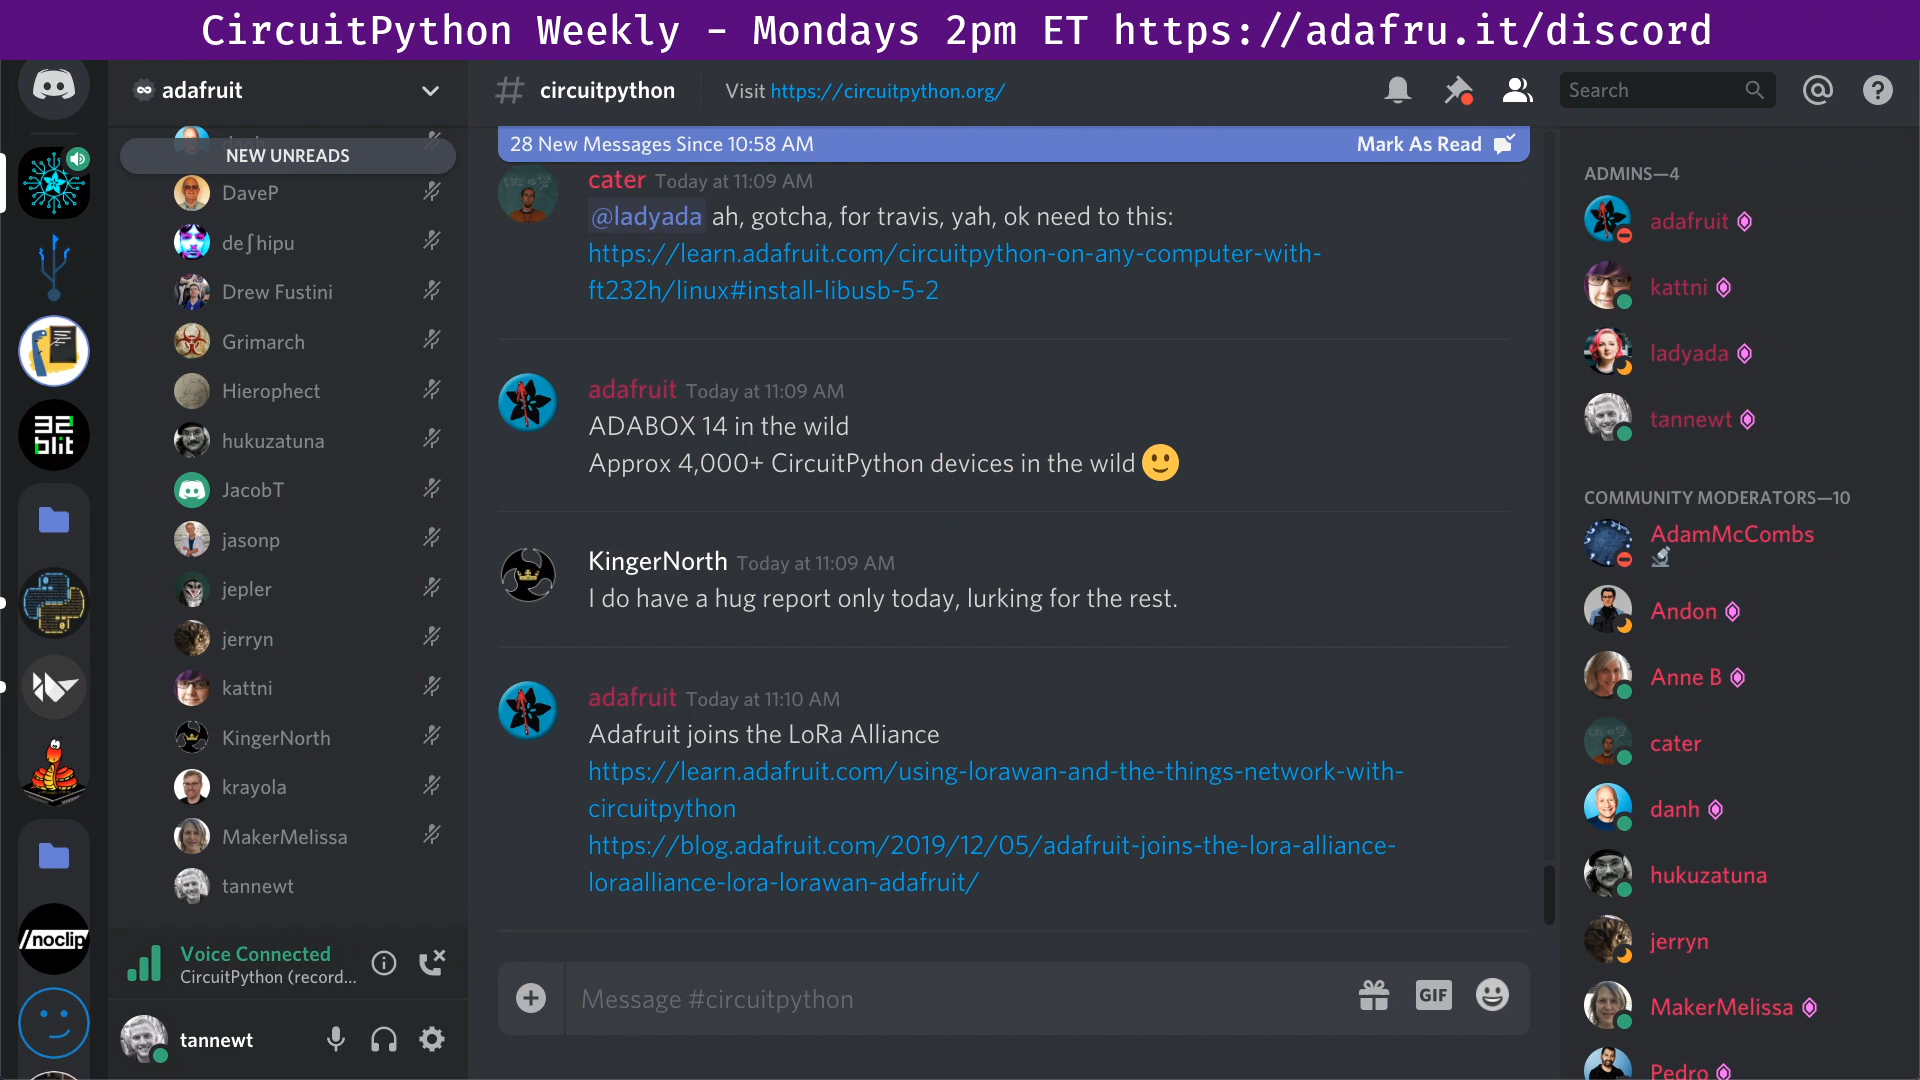 CircuitPython Weekly - Mondays 2pm ET https://adafru.it/discord
adafruit
NEW UNREADS
DaveP
de∫hipu
Drew Fustini
Grimarch
Hierophect
hukuzatuna
JacobT
jasonp
jepler
jerryn
kattni
KingerNorth
krayola
MakerMelissa
tannewt
Voice Connected
CircuitPython (record...
tannewt
32
blit
/noclip
circuitpython
Visit https://circuitpython.org/
Search
28 New Messages Since 10:58 AM
Mark As Read
cater Today at 11:09 AM
@ladyada ah, gotcha, for travis, yah, ok need to this:
https://learn.adafruit.com/circuitpython-on-any-computer-with-
ft232h/linux#install-libusb-5-2
adafruit Today at 11:09 AM
ADABOX 14 in the wild
Approx 4,000+ CircuitPython devices in the wild
KingerNorth Today at 11:09 AM
I do have a hug report only today, lurking for the rest.
adafruit Today at 11:10 AM
Adafruit joins the LoRa Alliance
https://learn.adafruit.com/using-lorawan-and-the-things-network-with-
circuitpython
https://blog.adafruit.com/2019/12/05/adafruit-joins-the-lora-alliance-
loraalliance-lora-lorawan-adafruit/
Message #circuitpython
GIF
ADMINS—4
adafruit
kattni
ladyada
tannewt
COMMUNITY MODERATORS—10
AdamMcCombs
Andon
Anne B
cater
danh
hukuzatuna
jerryn
MakerMelissa
Pedro